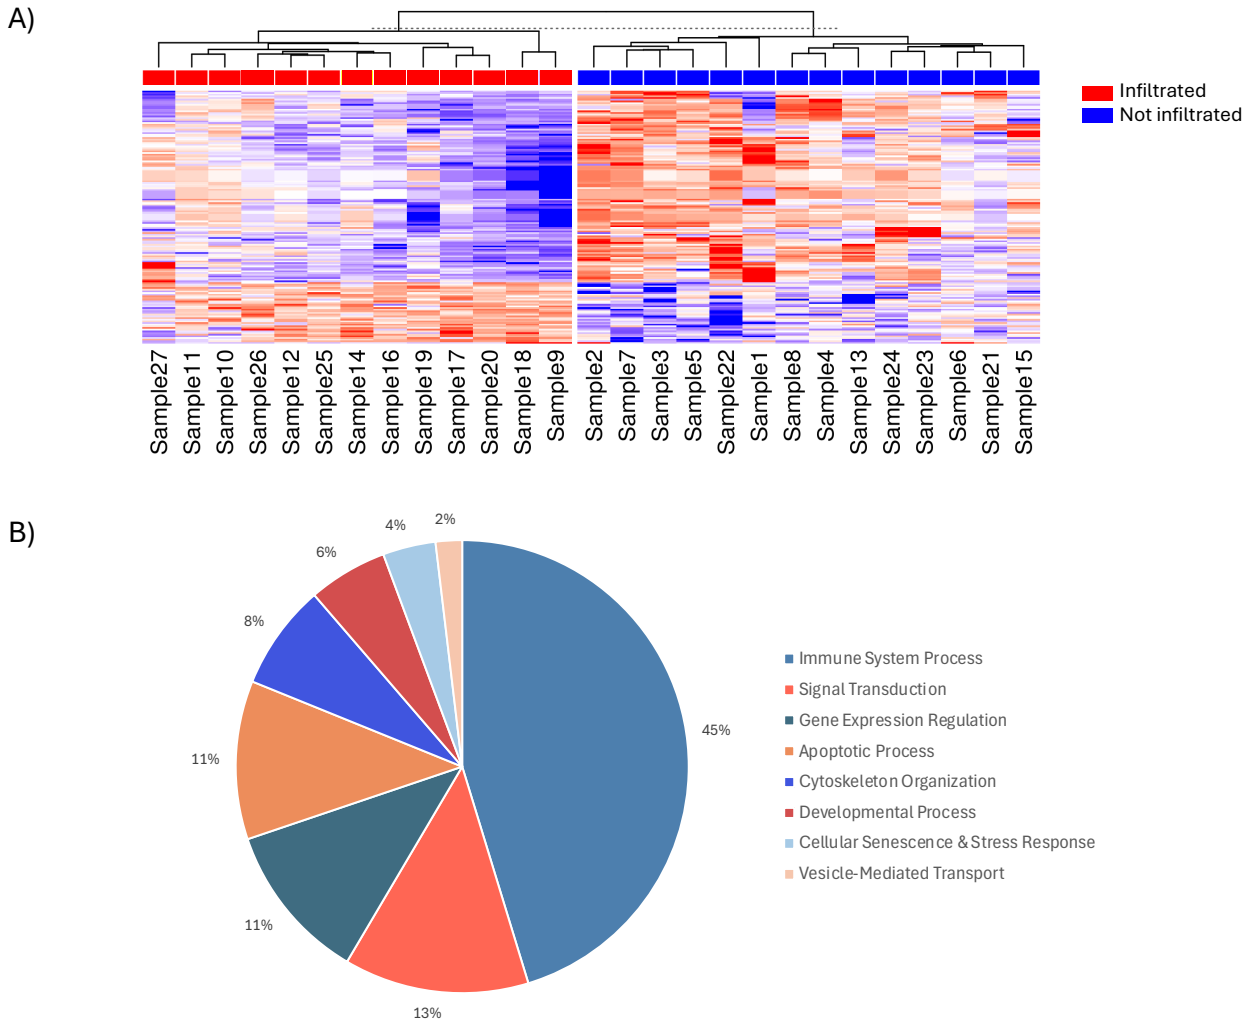 A)
Infiltrated
Not infiltrated
Sample27
Sample11
Sample10
Sample26
Sample12
Sample25
Sample14
Sample16
Sample19
Sample17
Sample20
Sample18
Sample9
Sample2
Sample7
Sample3
Sample5
Sample22
Sample1
Sample8
Sample4
Sample13
Sample24
Sample23
Sample6
Sample21
Sample15
B)
2%
4%
6%
8%
11%
11%
13%
45%
Immune System Process
Signal Transduction
Gene Expression Regulation
Apoptotic Process
Cytoskeleton Organization
Developmental Process
Cellular Senescence & Stress Response
Vesicle-Mediated Transport